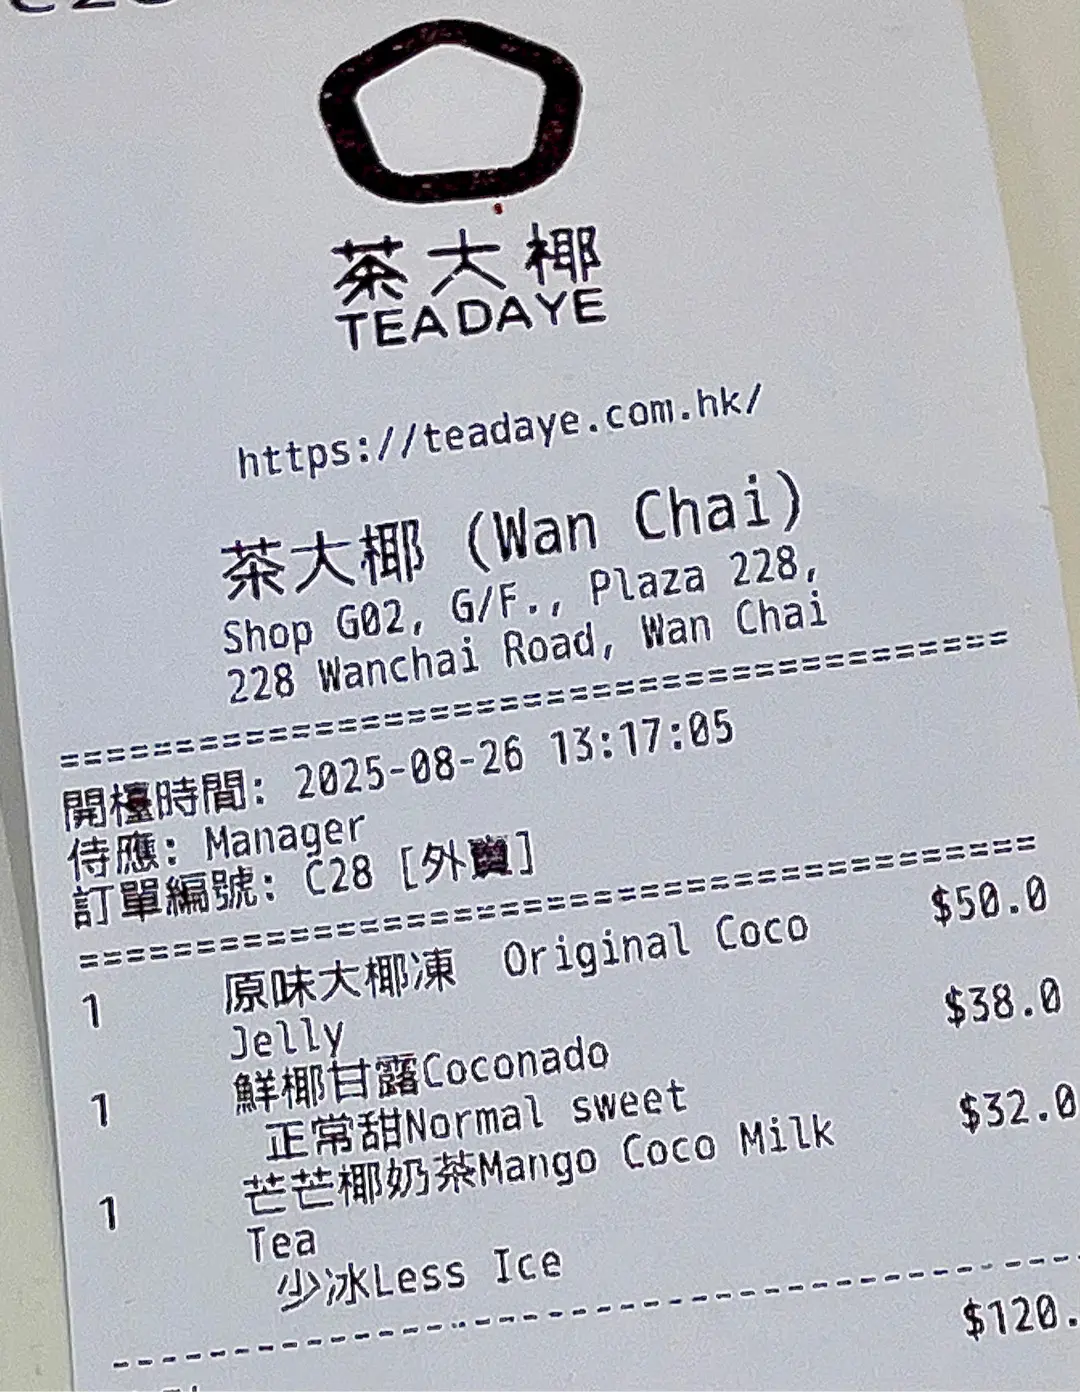 茶大椰
TEADAYE
https://teadaye.com.hk/
茶大椰 (Wan Chai)
Shop G02, G/F., Plaza 228,
228 Wanchai Road, Wan Chai
===========================================
開檯時間: 2025-08-26 13:17:05
侍應: Manager
訂單編號: C28 [外賣]
===========================================
1 原味大椰凍 Original Coco $50.0
Jelly
1 鮮椰甘露Coconado $38.0
正常甜Normal sweet
1 芒芒椰奶茶Mango Coco Milk $32.0
Tea
少冰Less Ice
-------------------------------------------
$120.